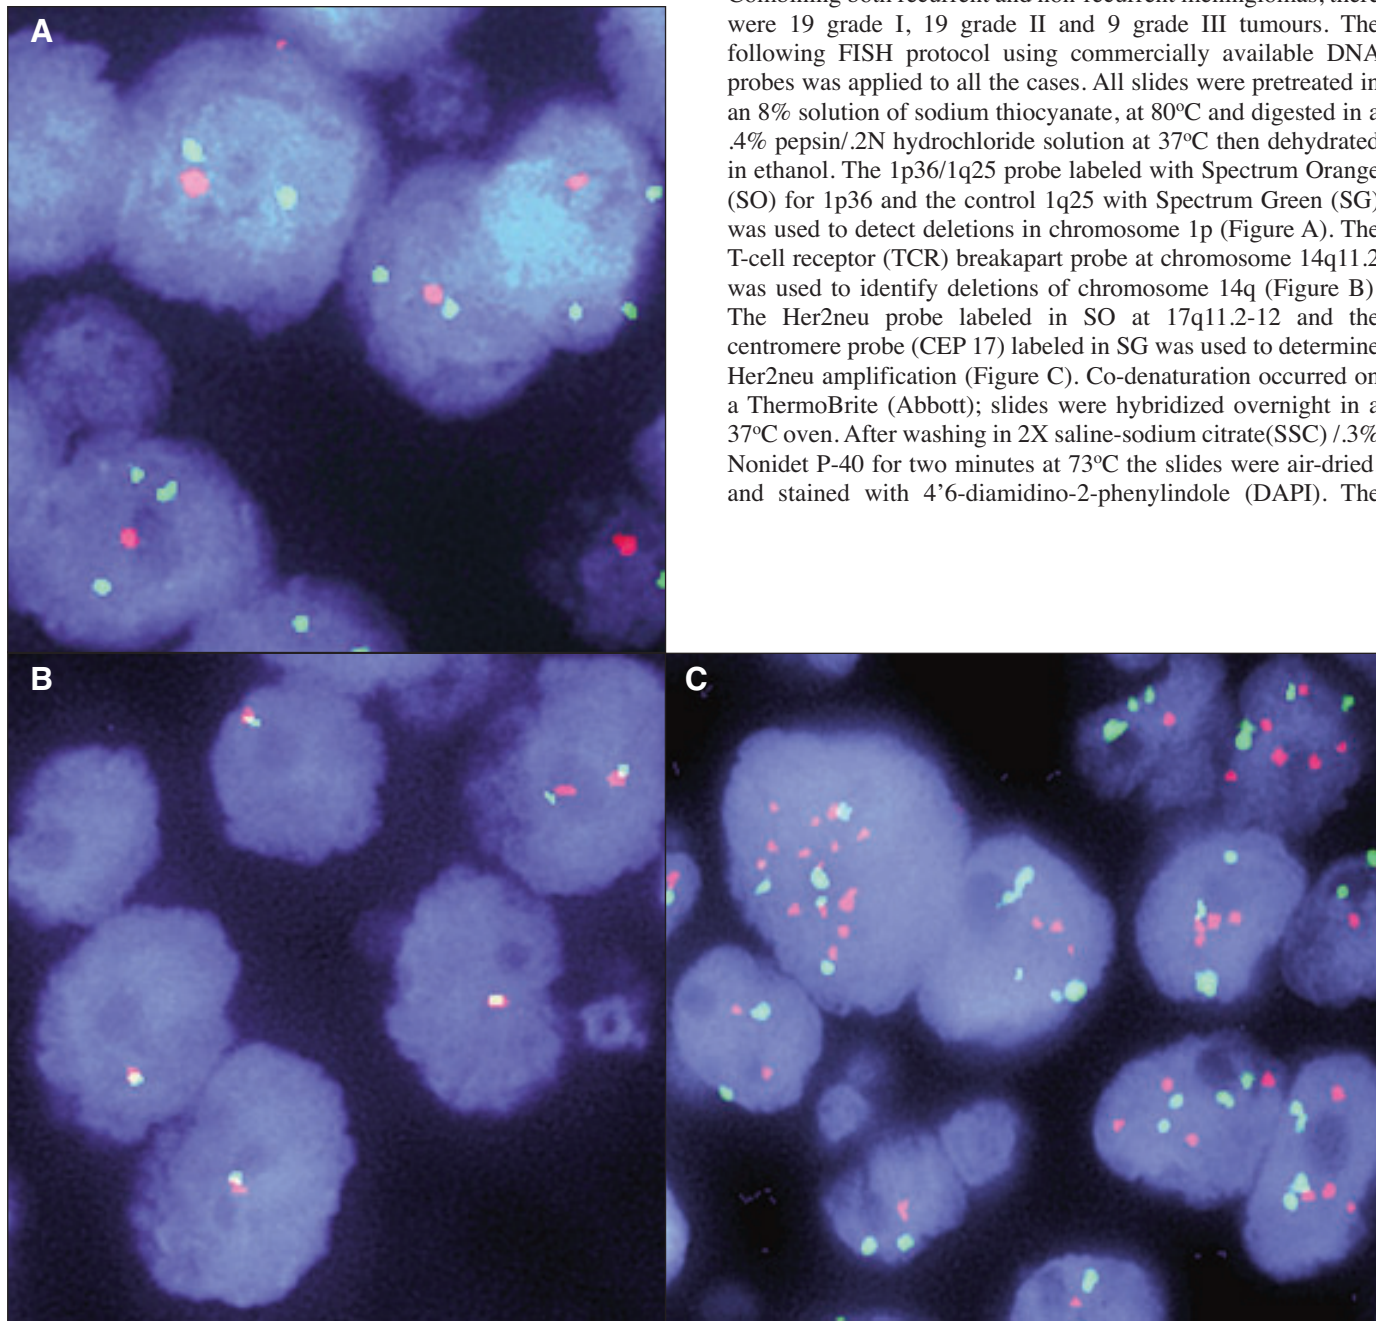 A
Combining both recurrent and non-recurrent meningiomas, there
were 19 grade I, 19 grade II and 9 grade III tumours. The
following FISH protocol using commercially available DNA
probes was applied to all the cases. All slides were pretreated in
an 8% solution of sodium thiocyanate, at 80ºC and digested in a
.4% pepsin/.2N hydrochloride solution at 37ºC then dehydrated
in ethanol. The 1p36/1q25 probe labeled with Spectrum Orange
(SO) for 1p36 and the control 1q25 with Spectrum Green (SG)
was used to detect deletions in chromosome 1p (Figure A). The
T-cell receptor (TCR) breakapart probe at chromosome 14q11.2
was used to identify deletions of chromosome 14q (Figure B)
The Her2neu probe labeled in SO at 17q11.2-12 and the
centromere probe (CEP 17) labeled in SG was used to determine
Her2neu amplification (Figure C). Co-denaturation occurred on
a ThermoBrite (Abbott); slides were hybridized overnight in a
37ºC oven. After washing in 2X saline-sodium citrate(SSC) /.3%
Nonidet P-40 for two minutes at 73ºC the slides were air-dried
and stained with 4’6-diamidino-2-phenylindole (DAPI). The
B
C